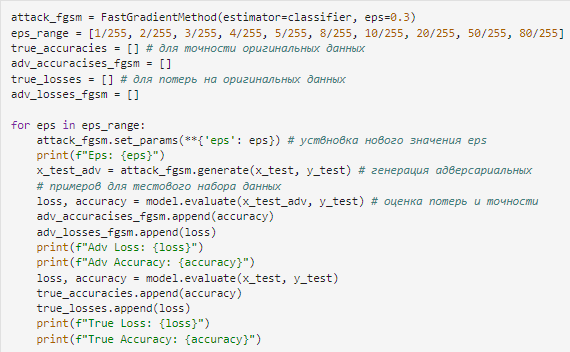 attack_fgsm = FastGradientMethod(estimator=classifier, eps=0.3)
eps_range = [1/255, 2/255, 3/255, 4/255, 5/255, 8/255, 10/255, 20/255, 50/255, 80/255]
true_accuracies = [] # для точности оригинальных данных
adv_accuracises_fgsm = []
true_losses = [] # для потерь на оригинальных данных
adv_losses_fgsm = []

for eps in eps_range:
    attack_fgsm.set_params(**{'eps': eps}) # уствновка нового значения eps
    print(f"Eps: {eps}")
    x_test_adv = attack_fgsm.generate(x_test, y_test) # генерация адверсариальных
    # примеров для тестового набора данных
    loss, accuracy = model.evaluate(x_test_adv, y_test) # оценка потерь и точности
    adv_accuracises_fgsm.append(accuracy)
    adv_losses_fgsm.append(loss)
    print(f"Adv Loss: {loss}")
    print(f"Adv Accuracy: {accuracy}")
    loss, accuracy = model.evaluate(x_test, y_test)
    true_accuracies.append(accuracy)
    true_losses.append(loss)
    print(f"True Loss: {loss}")
    print(f"True Accuracy: {accuracy}")